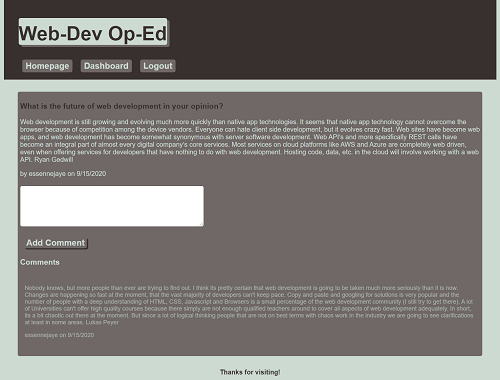 Web-Dev Op-Ed
Homepage Dashboard Logout
What is the future of web development in your opinion?
Web development is still growing and evolving much more quickly than native app technologies. It seems that native app technology cannot overcome the
browser because of competition among the device vendors. Everyone can hate client side development, but it evolves crazy fast. Web sites have become web
apps, and web development has become somewhat synonymous with server software development. Web API's and more specifically REST calls have
become an integral part of almost every digital company's core services. Most services on cloud platforms like AWS and Azure are completely web driven,
even when offering services for developers that have nothing to do with web development. Hosting code, data, etc. in the cloud will involve working with a web
API. Ryan Gedwill
by essennejaye on 9/15/2020
Add Comment
Comments
Nobody knows, but more people than ever are trying to find out. I think its pretty certain that web development is going to be taken much more seriously than it is now.
Changes are happening so fast at the moment, that the vast majority of developers can't keep pace. Copy and paste and googling for solutions is very popular and the
number of people with a deep understanding of HTML, CSS, Javascript and Browsers is a small percentage of the web development community (I still try to get there). A lot
of Universities can't offer high quality courses because there simply are not enough qualified teachers around to cover all aspects of web development adequately. In short,
its a bit chaotic out there at the moment. But since a lot of logical thinking people that are not on best terms with chaos work in the industry we are going to see clarifications
at least in some areas. Lukas Peyer
essennejaye on 9/15/2020
Thanks for visiting!